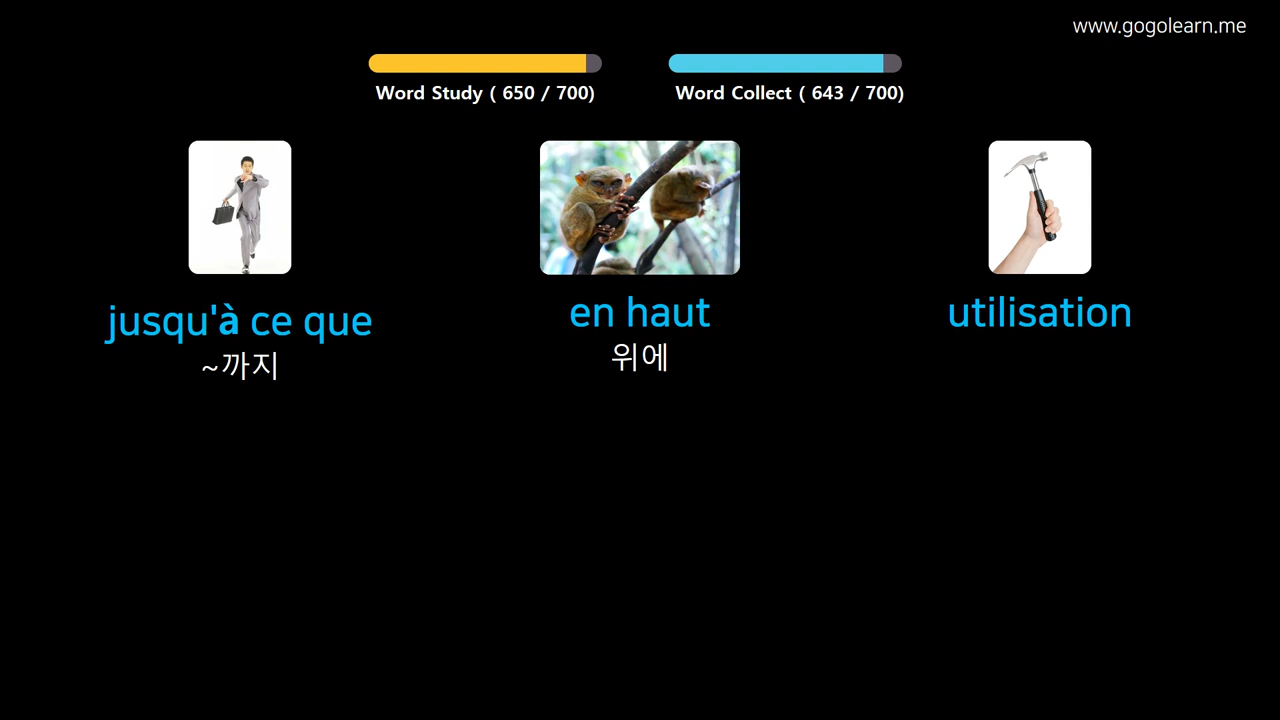 www.gogolearn.me
Word Study ( 650 / 700)
Word Collect ( 643 / 700)
jusqu'à ce que
~까지
en haut
위에
utilisation